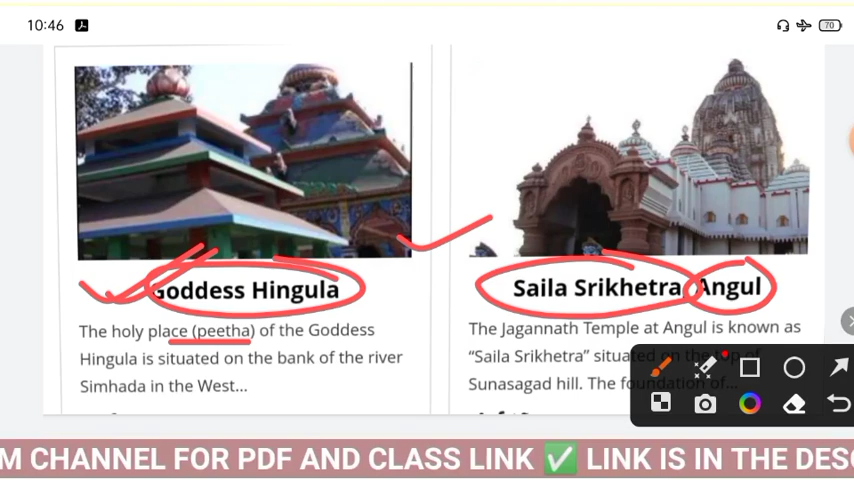 10:46
70
Goddess Hingula
The holy place (peetha) of the Goddess
Hingula is situated on the bank of the river
Simhada in the West...
Saila Srikhetra Angul
The Jagannath Temple at Angul is known as
“Saila Srikhetra” situated on the top of
Sunasagad hill. The foundation of...
M CHANNEL FOR PDF AND CLASS LINK ✅ LINK IS IN THE DESC